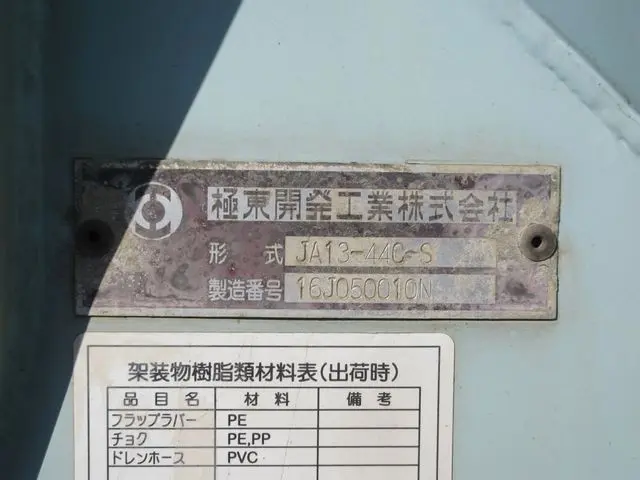 極東開発工業株式会社
形式 JA13-44C-S
製造番号 16J050010N
架装物樹脂類材料表(出荷時)
品目名 材料 備考
フラップラバー PE
チョク PE,PP
ドレンホース PVC